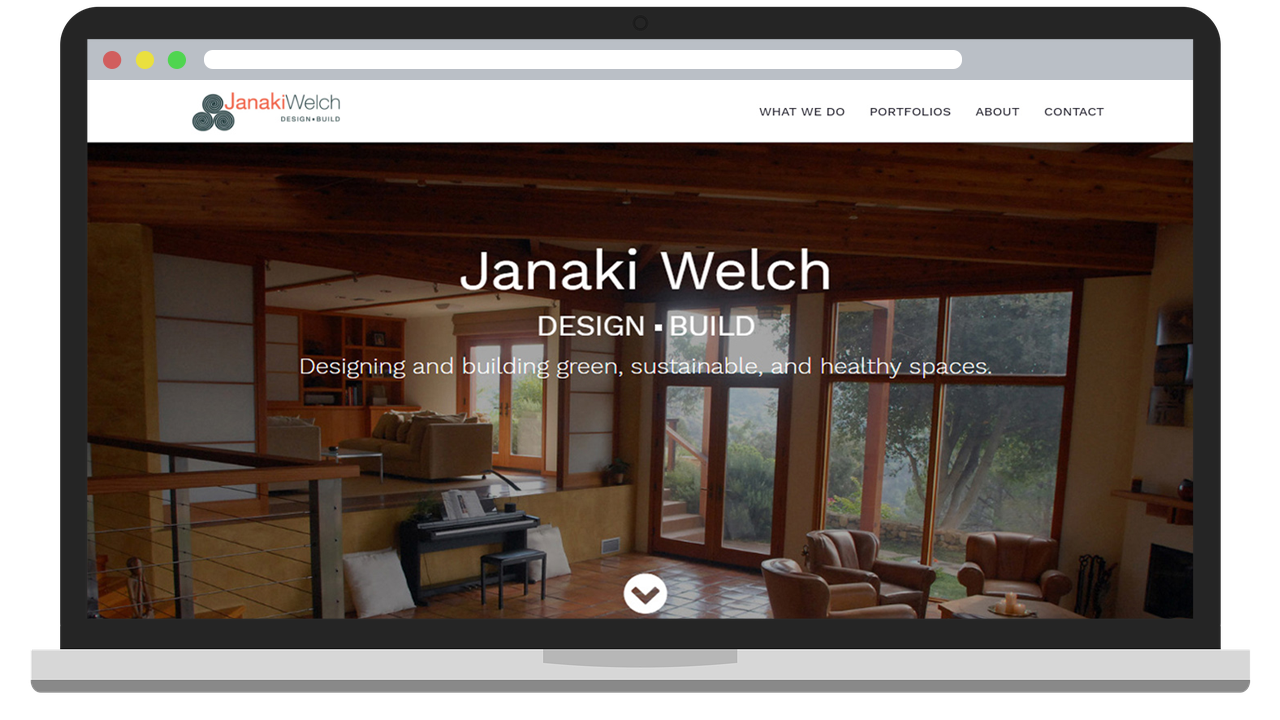 JanakiWelch
DESIGN▪BUILD
WHAT WE DO PORTFOLIOS ABOUT CONTACT
Janaki Welch
DESIGN ▪ BUILD
Designing and building green, sustainable, and healthy spaces.